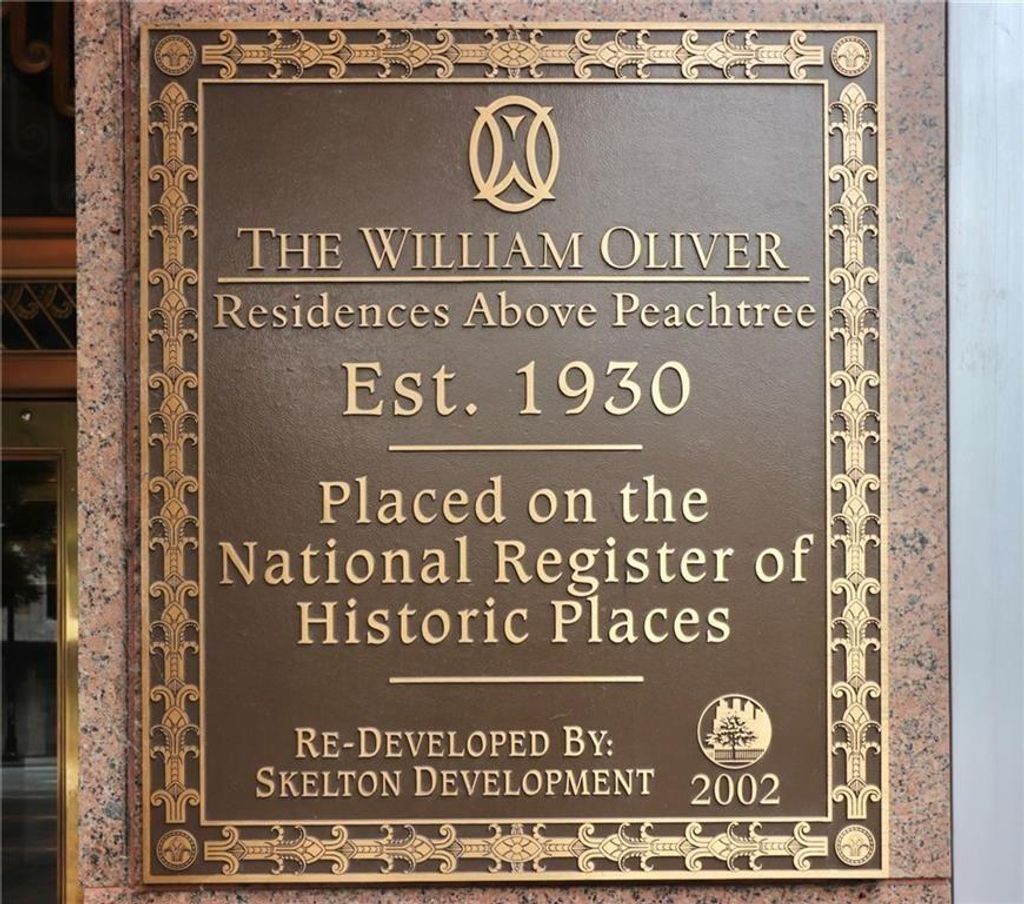 THE WILLIAM OLIVER
Residences Above Peachtree
Est. 1930
Placed on the
National Register of
Historic Places
RE-DEVELOPED BY:
SKELTON DEVELOPMENT
2002